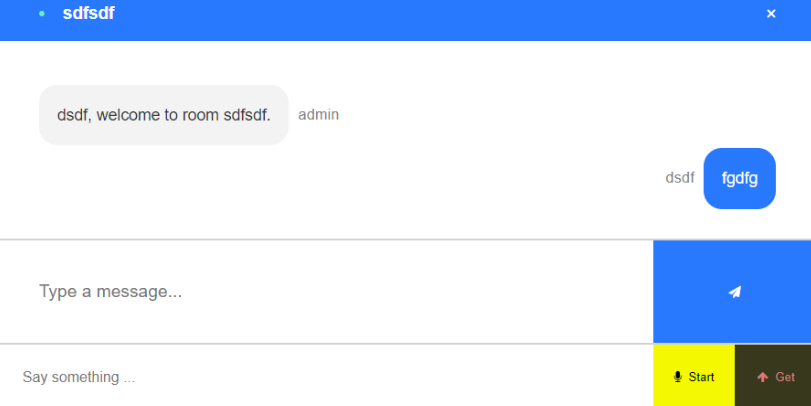 sdfsdf
dsdf, welcome to room sdfsdf. admin
dsdf fgdfg
Type a message...
Say something ... Start Get